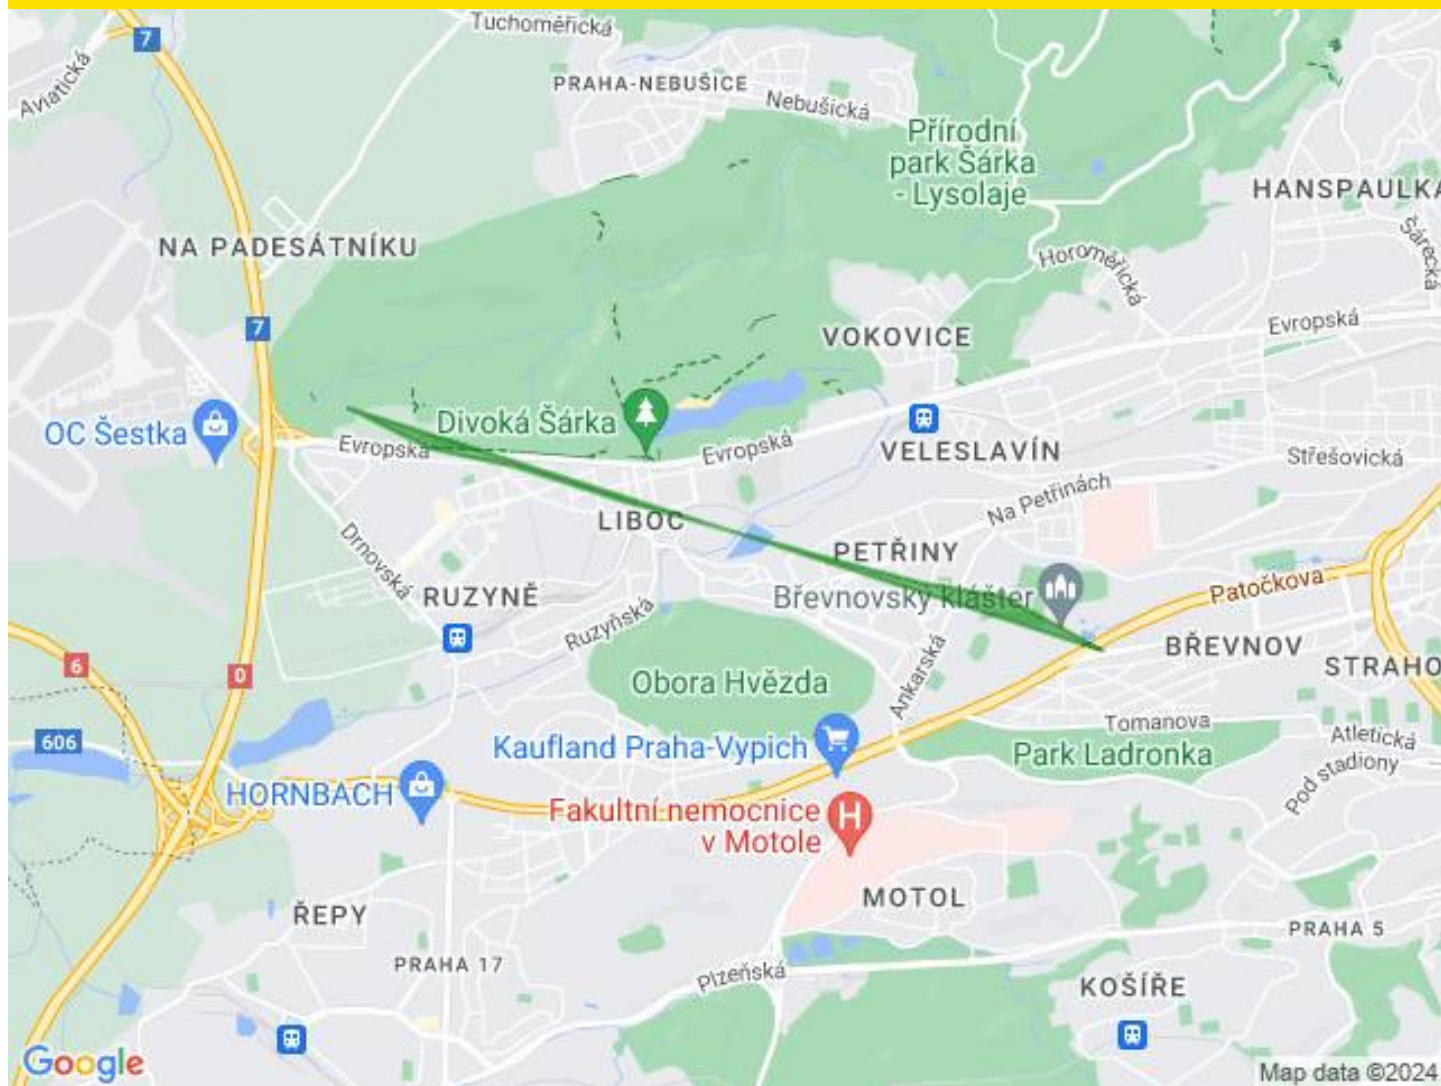 Tuchoměřická
7
Aviatická
PRAHA-NEBUŠICE
Nebušická
Přírodní
park Šárka
- Lysolaje
HANSPAULKA
Šárecká
NA PADESÁTNÍKU
Horoměřická
7
VOKOVICE
Evropská
OC Šestka
Divoká Šárka
Evropská
Evropská
VELESLAVÍN
Střešovická
Na Petřinách
LIBOC
Drnovská
PETŘINY
RUZYNĚ
Břevnovský klášter
Patočkova
Ruzyňská
BŘEVNOV
6
0
Obora Hvězda
Ankarská
STRAHO
606
Kaufland Praha-Vypich
Tomanova
Park Ladronka
Atletická
Pod stadiony
HORNBACH
Fakultní nemocnice
v Motole
H
MOTOL
ŘEPY
PRAHA 5
PRAHA 17
Plzeňská
KOŠÍŘE
Google
Map data ©2024